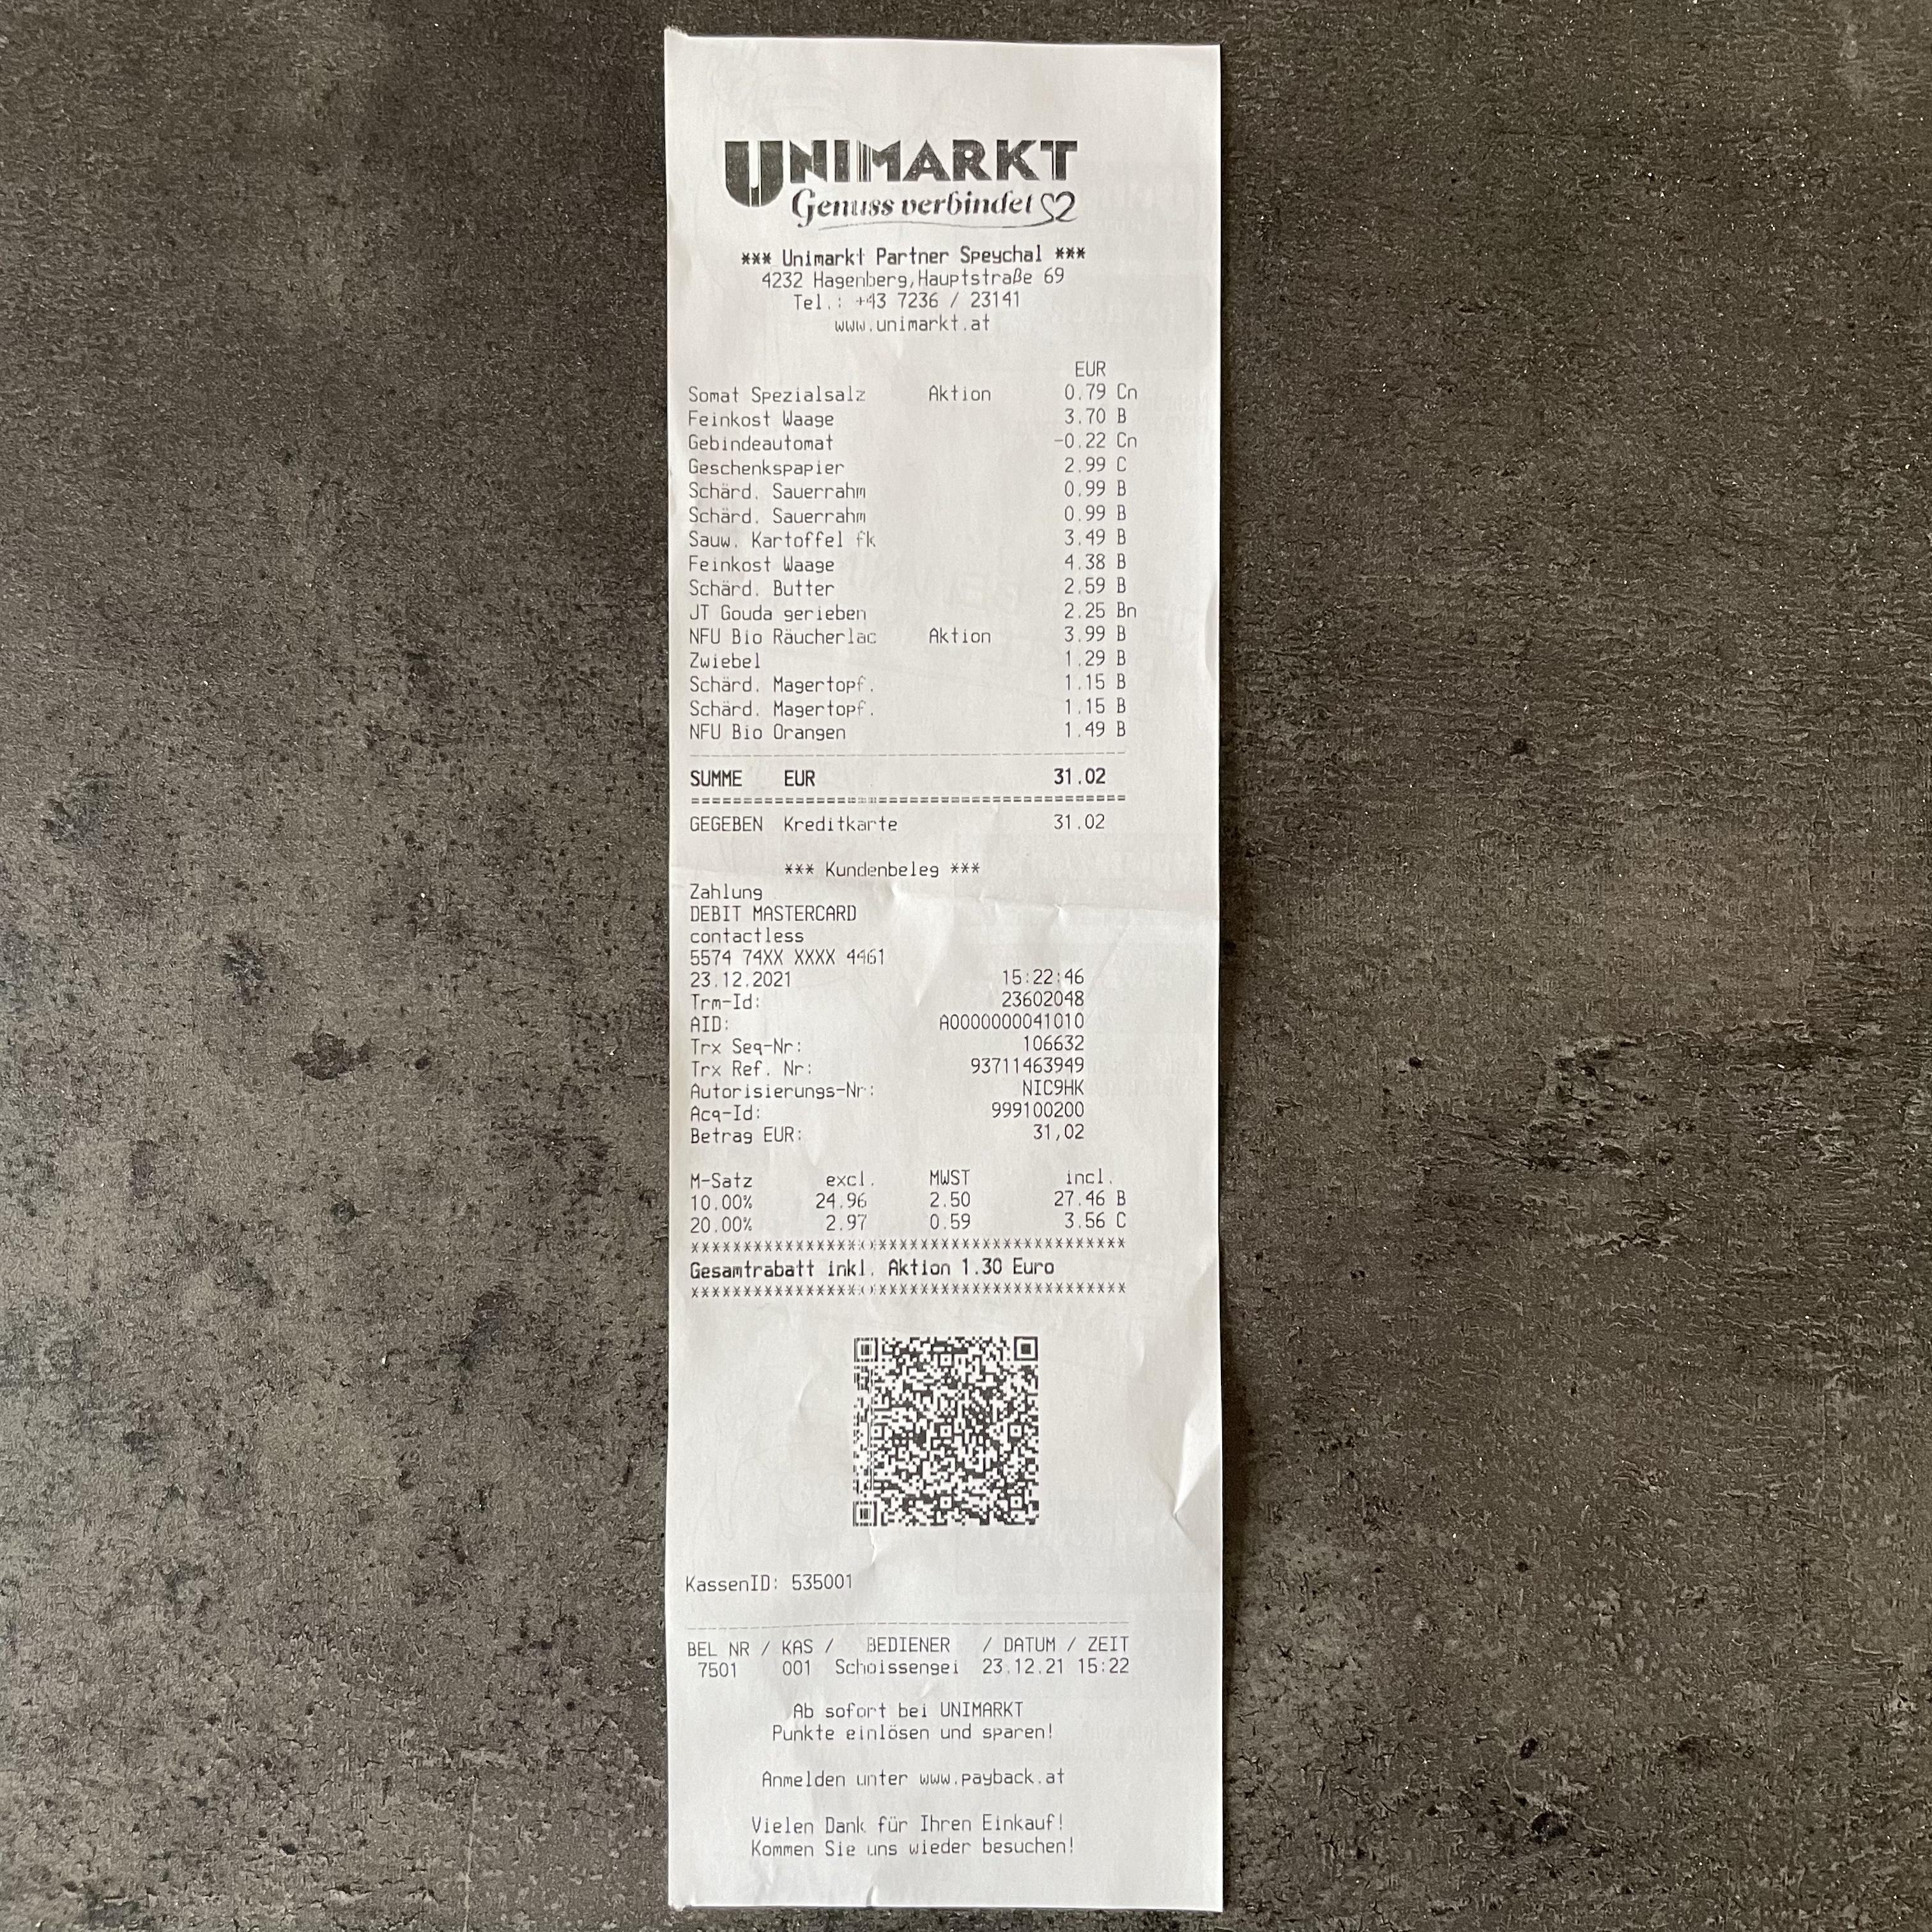 UNIMARKT
Genuss verbindet
*** Unimarkt Partner Speychal ***
4232 Hagenberg,Hauptstraße 69
Tel.: +43 7236 / 23141
www.unimarkt.at
EUR
Somat Spezialsalz Aktion 0.79 Cn
Feinkost Waage 3.70 B
Gebindeautomat -0.22 Cn
Geschenkspapier 2.99 C
Schärd. Sauerrahm 0.99 B
Schärd. Sauerrahm 0.99 B
Sauw. Kartoffel fk 3.49 B
Feinkost Waage 4.38 B
Schärd. Butter 2.59 B
JT Gouda gerieben 2.25 Bn
NFU Bio Räucherlac Aktion 3.99 B
Zwiebel 1.29 B
Schärd. Magertopf. 1.15 B
Schärd. Magertopf. 1.15 B
NFU Bio Orangen 1.49 B
SUMME EUR 31.02
GEGEBEN Kreditkarte 31.02
*** Kundenbeleg ***
Zahlung
DEBIT MASTERCARD
contactless
5574 74XX XXXX 4461
23.12.2021 15:22:46
Trm-Id: 23602048
AID: A0000000041010
Trx Seq-Nr: 106632
Trx Ref. Nr: 93711463949
Autorisierungs-Nr: NIC9HK
Acq-Id: 999100200
Betrag EUR: 31,02
M-Satz excl. MWST incl.
10.00% 24.96 2.50 27.46 B
20.00% 2.97 0.59 3.56 C
Gesamtrabatt inkl. Aktion 1.30 Euro
KassenID: 535001
BEL NR / KAS / BEDIENER / DATUM / ZEIT
7501 001 Schoissengei 23.12.21 15:22
Ab sofort bei UNIMARKT
Punkte einlösen und sparen!
Anmelden unter www.payback.at
Vielen Dank für Ihren Einkauf!
Kommen Sie uns wieder besuchen!